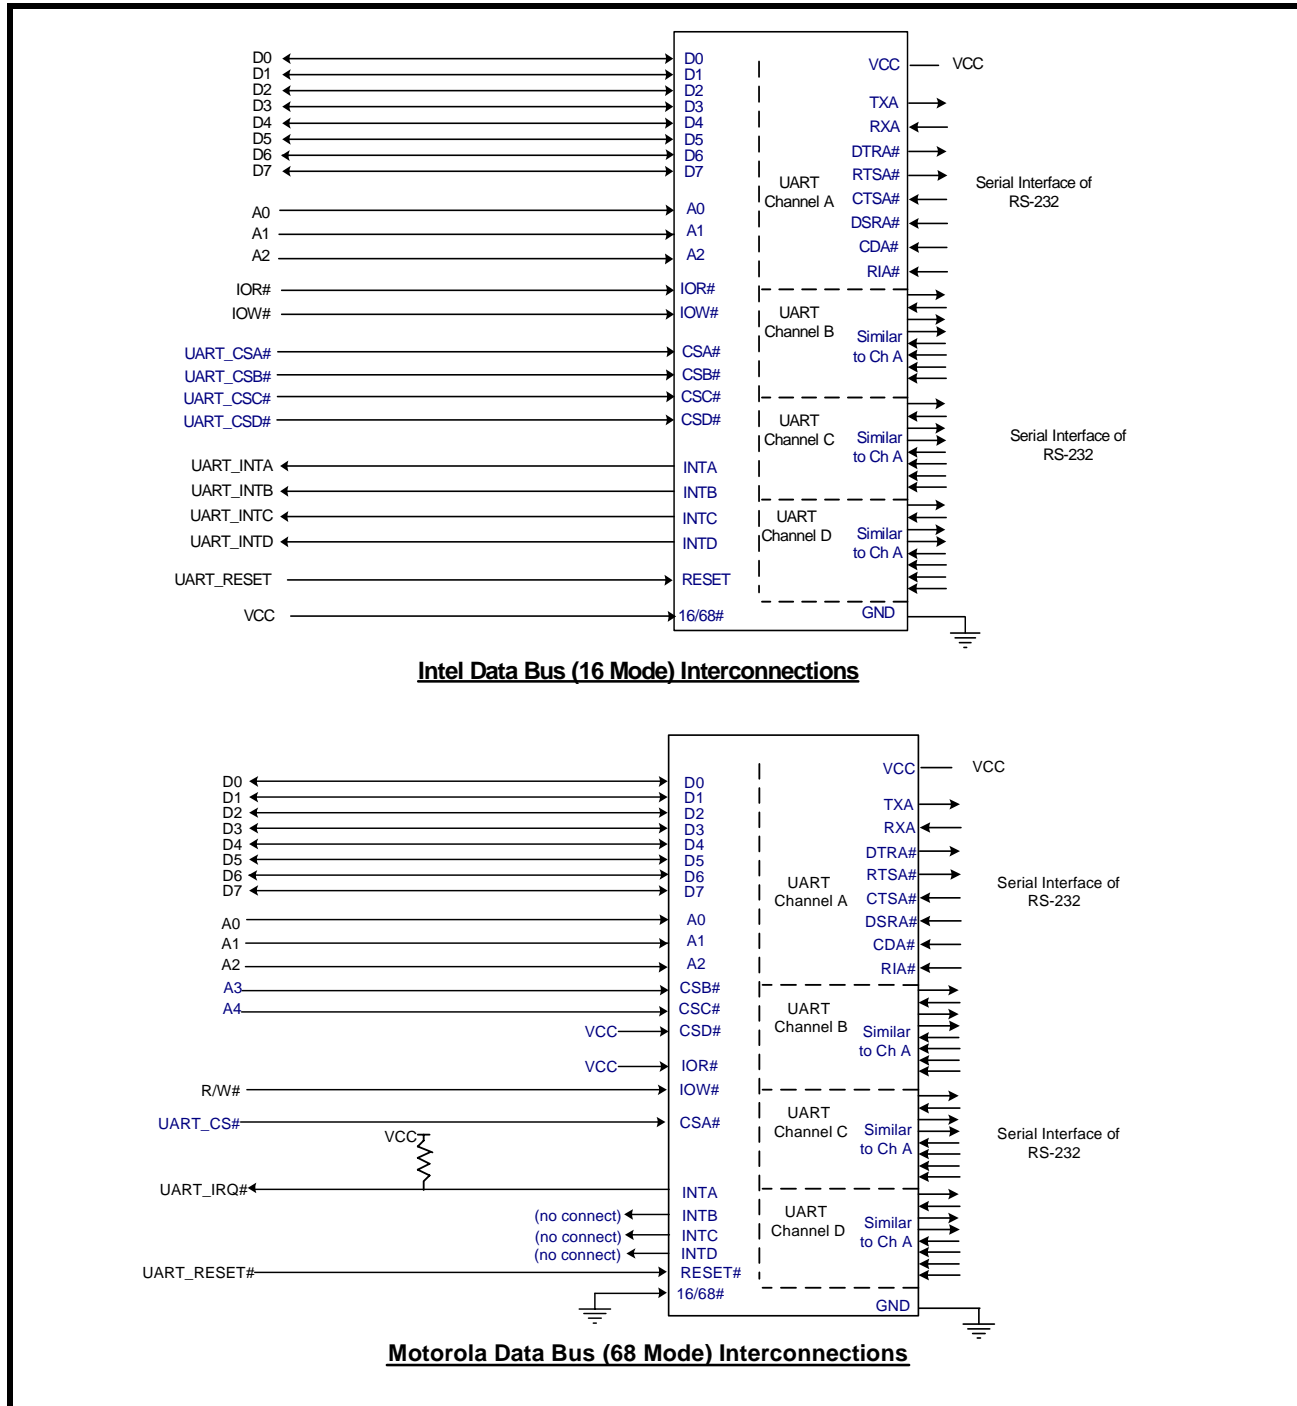 D0 D0 VCC VCC
D1 D1
D2 D2
D3 D3 TXA
D4 D4 RXA
D5 D5
D6 D6 DTRA#
D7 D7 RTSA#
UART
Channel A
Serial Interface of
RS-232
CTSA#
A0 A0
A1 A1 DSRA#
A2 A2 CDA#
RIA#
IOR# IOR#
IOW# IOW#
UART
Channel B
Similar
to Ch A
UART_CSA# CSA#
UART_CSB# CSB#
UART_CSC# CSC#
UART_CSD# CSD#
UART
Channel C
Similar
to Ch A
Serial Interface of
RS-232
UART_INTA INTA
UART_INTB INTB
UART_INTC INTC
UART_INTD INTD
UART
Channel D
Similar
to Ch A
UART_RESET RESET
VCC 16/68# GND
Intel Data Bus (16 Mode) Interconnections
VCC VCC
D0 D0
D1 D1
D2 D2 TXA
D3 D3 RXA
D4 D4
D5 D5 DTRA#
D6 D6 RTSA#
D7 D7
UART
Channel A
Serial Interface of
RS-232
CTSA#
A0 A0 DSRA#
A1 A1 CDA#
A2 A2 RIA#
A3 CSB#
A4 CSC#
VCC CSD#
UART
Channel B
Similar
to Ch A
VCC IOR#
R/W# IOW#
UART_CS# CSA#
VCC
UART
Channel C
Similar
to Ch A
Serial Interface of
RS-232
UART_IRQ# INTA
(no connect) INTB
(no connect) INTC
(no connect) INTD
UART
Channel D
Similar
to Ch A
UART_RESET# RESET#
16/68#
GND
Motorola Data Bus (68 Mode) Interconnections